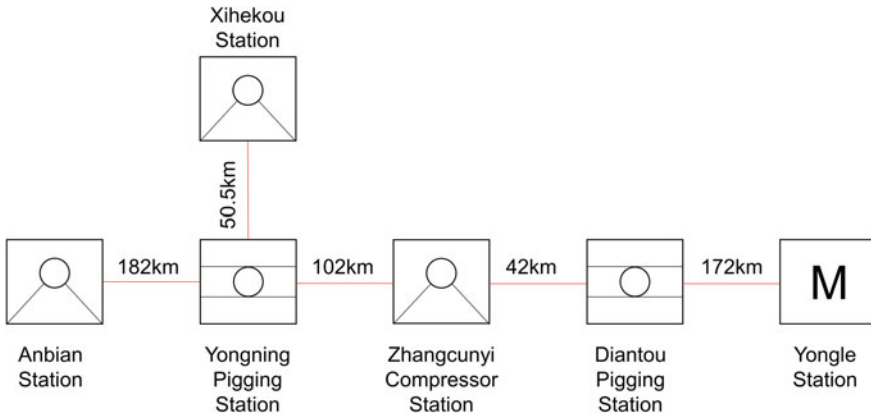 Xihekou
Station
50.5km
182km
102km
42km
172km
M
Anbian
Station
Yongning
Pigging
Station
Zhangcunyi
Compressor
Station
Diantou
Pigging
Station
Yongle
Station